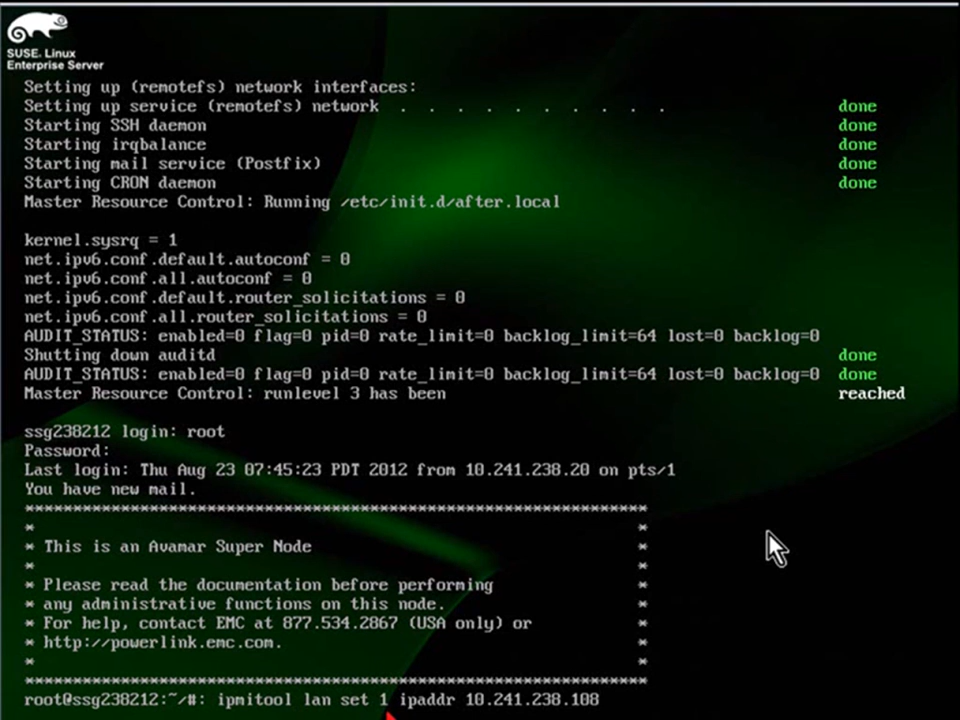 SUSE. Linux
Enterprise Server
Setting up (remotefs) network interfaces:
Setting up service (remotefs) network . . . . . . . . . . done
Starting SSH daemon done
Starting irqbalance done
Starting mail service (Postfix) done
Starting CRON daemon done
Master Resource Control: Running /etc/init.d/after.local
kernel.sysrq = 1
net.ipv6.conf.default.autoconf = 0
net.ipv6.conf.all.autoconf = 0
net.ipv6.conf.default.router_solicitations = 0
net.ipv6.conf.all.router_solicitations = 0
AUDIT_STATUS: enabled=0 flag=0 pid=0 rate_limit=0 backlog_limit=64 lost=0 backlog=0
Shutting down auditd done
AUDIT_STATUS: enabled=0 flag=0 pid=0 rate_limit=0 backlog_limit=64 lost=0 backlog=0 done
Master Resource Control: runlevel 3 has been reached
ssg238212 login: root
Password:
Last login: Thu Aug 23 07:45:23 PDT 2012 from 10.241.238.20 on pts/1
You have new mail.
*****************************************************************
* *
* This is an Avamar Super Node *
* *
* Please read the documentation before performing *
* any administrative functions on this node. *
* For help, contact EMC at 877.534.2867 (USA only) or *
* http://powerlink.emc.com. *
* *
*****************************************************************
root@ssg238212:~/#: ipmitool lan set 1 ipaddr 10.241.238.108